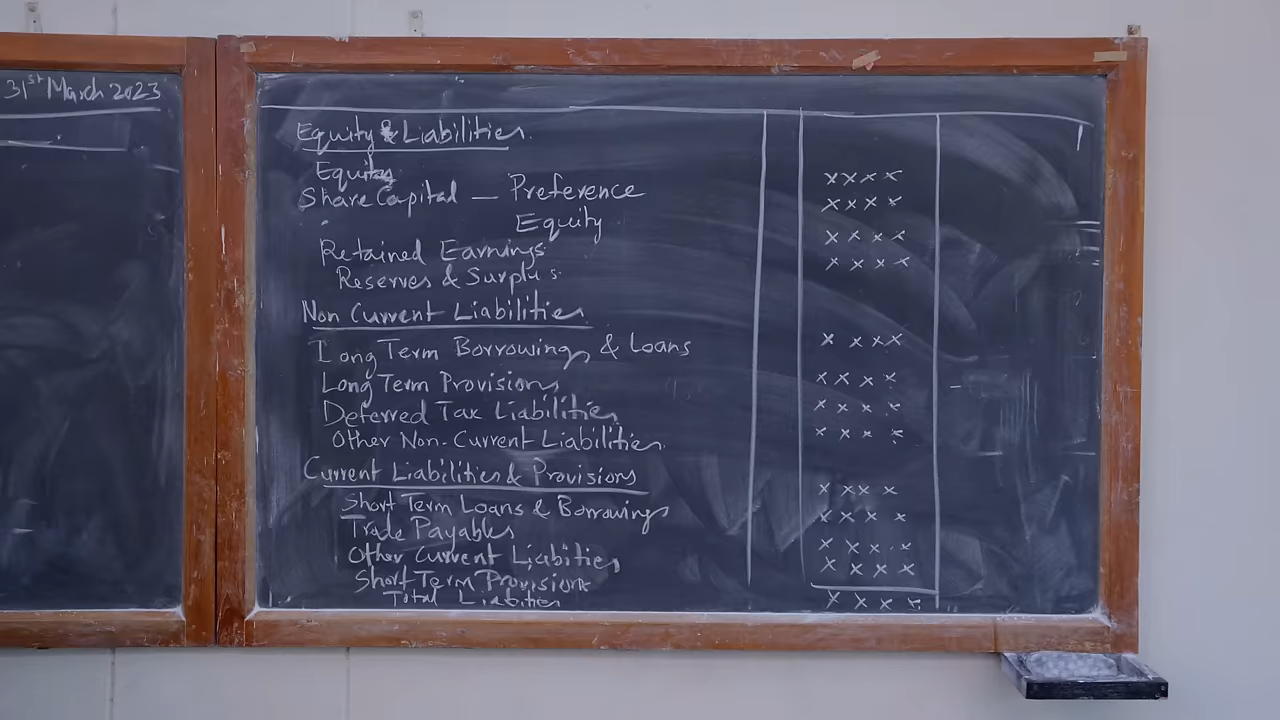 31st March 2023
Equity & Liabilities
Equity
Share Capital — Preference
Equity
Retained Earnings
Reserves & Surplus
Non Current Liabilities
Long Term Borrowings & Loans
Long Term Provisions
Deferred Tax Liabilities
Other Non-Current Liabilities
Current Liabilities & Provisions
Short Term Loans & Borrowings
Trade Payables
Other Current Liabities
Short Term Provisions
Total Liabities
x x x x
x x x x
x x x x
x x x x
x x x x
x x x x
x x x x
x x x x
x x x x
x x x x
x x x x
x x x x
x x x x